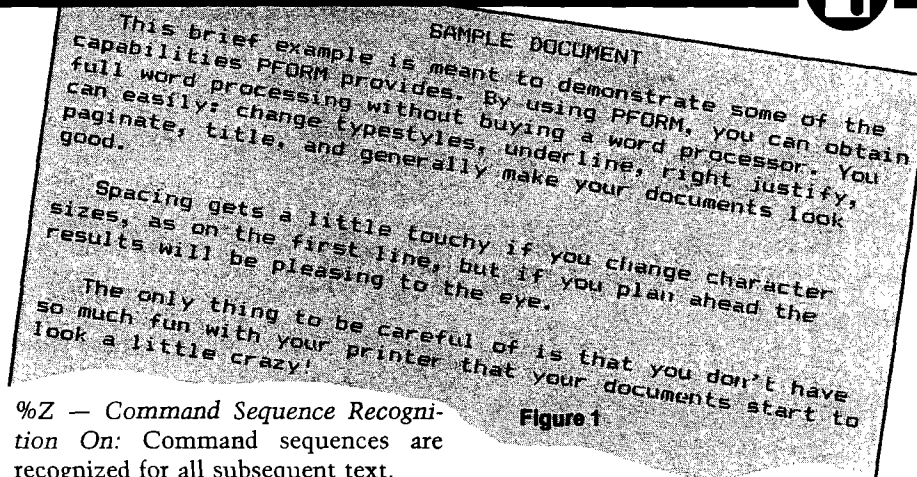 SAMPLE DOCUMENT
This brief example is meant to demonstrate some of the
capabilities PFORM provides. By using PFORM, you can obtain
full word processing without buying a word processor. You
can easily: change typestyles, underline, right justify,
paginate, title, and generally make your documents look
good.
Spacing gets a little touchy if you change character
sizes, as on the first line, but if you plan ahead the
results will be pleasing to the eye.
The only thing to be careful of is that you don't have
so much fun with your printer that your documents start to
look a little crazy!
Figure 1
%Z — Command Sequence Recogni-
tion On: Command sequences are
recognized for all subsequent text.